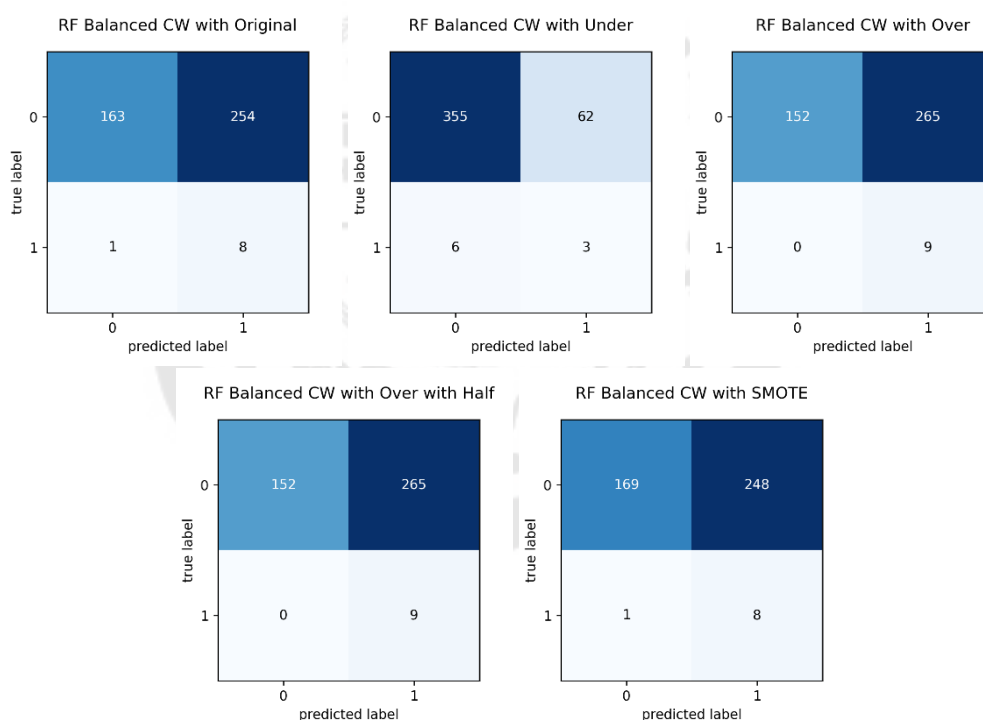 RF Balanced CW with Original
0
163
254
true label
1
1
8
0
1
predicted label
RF Balanced CW with Under
0
355
62
true label
1
6
3
0
1
predicted label
RF Balanced CW with Over
0
152
265
true label
1
0
9
0
1
predicted label
RF Balanced CW with Over with Half
0
152
265
true label
1
0
9
0
1
predicted label
RF Balanced CW with SMOTE
0
169
248
true label
1
1
8
0
1
predicted label